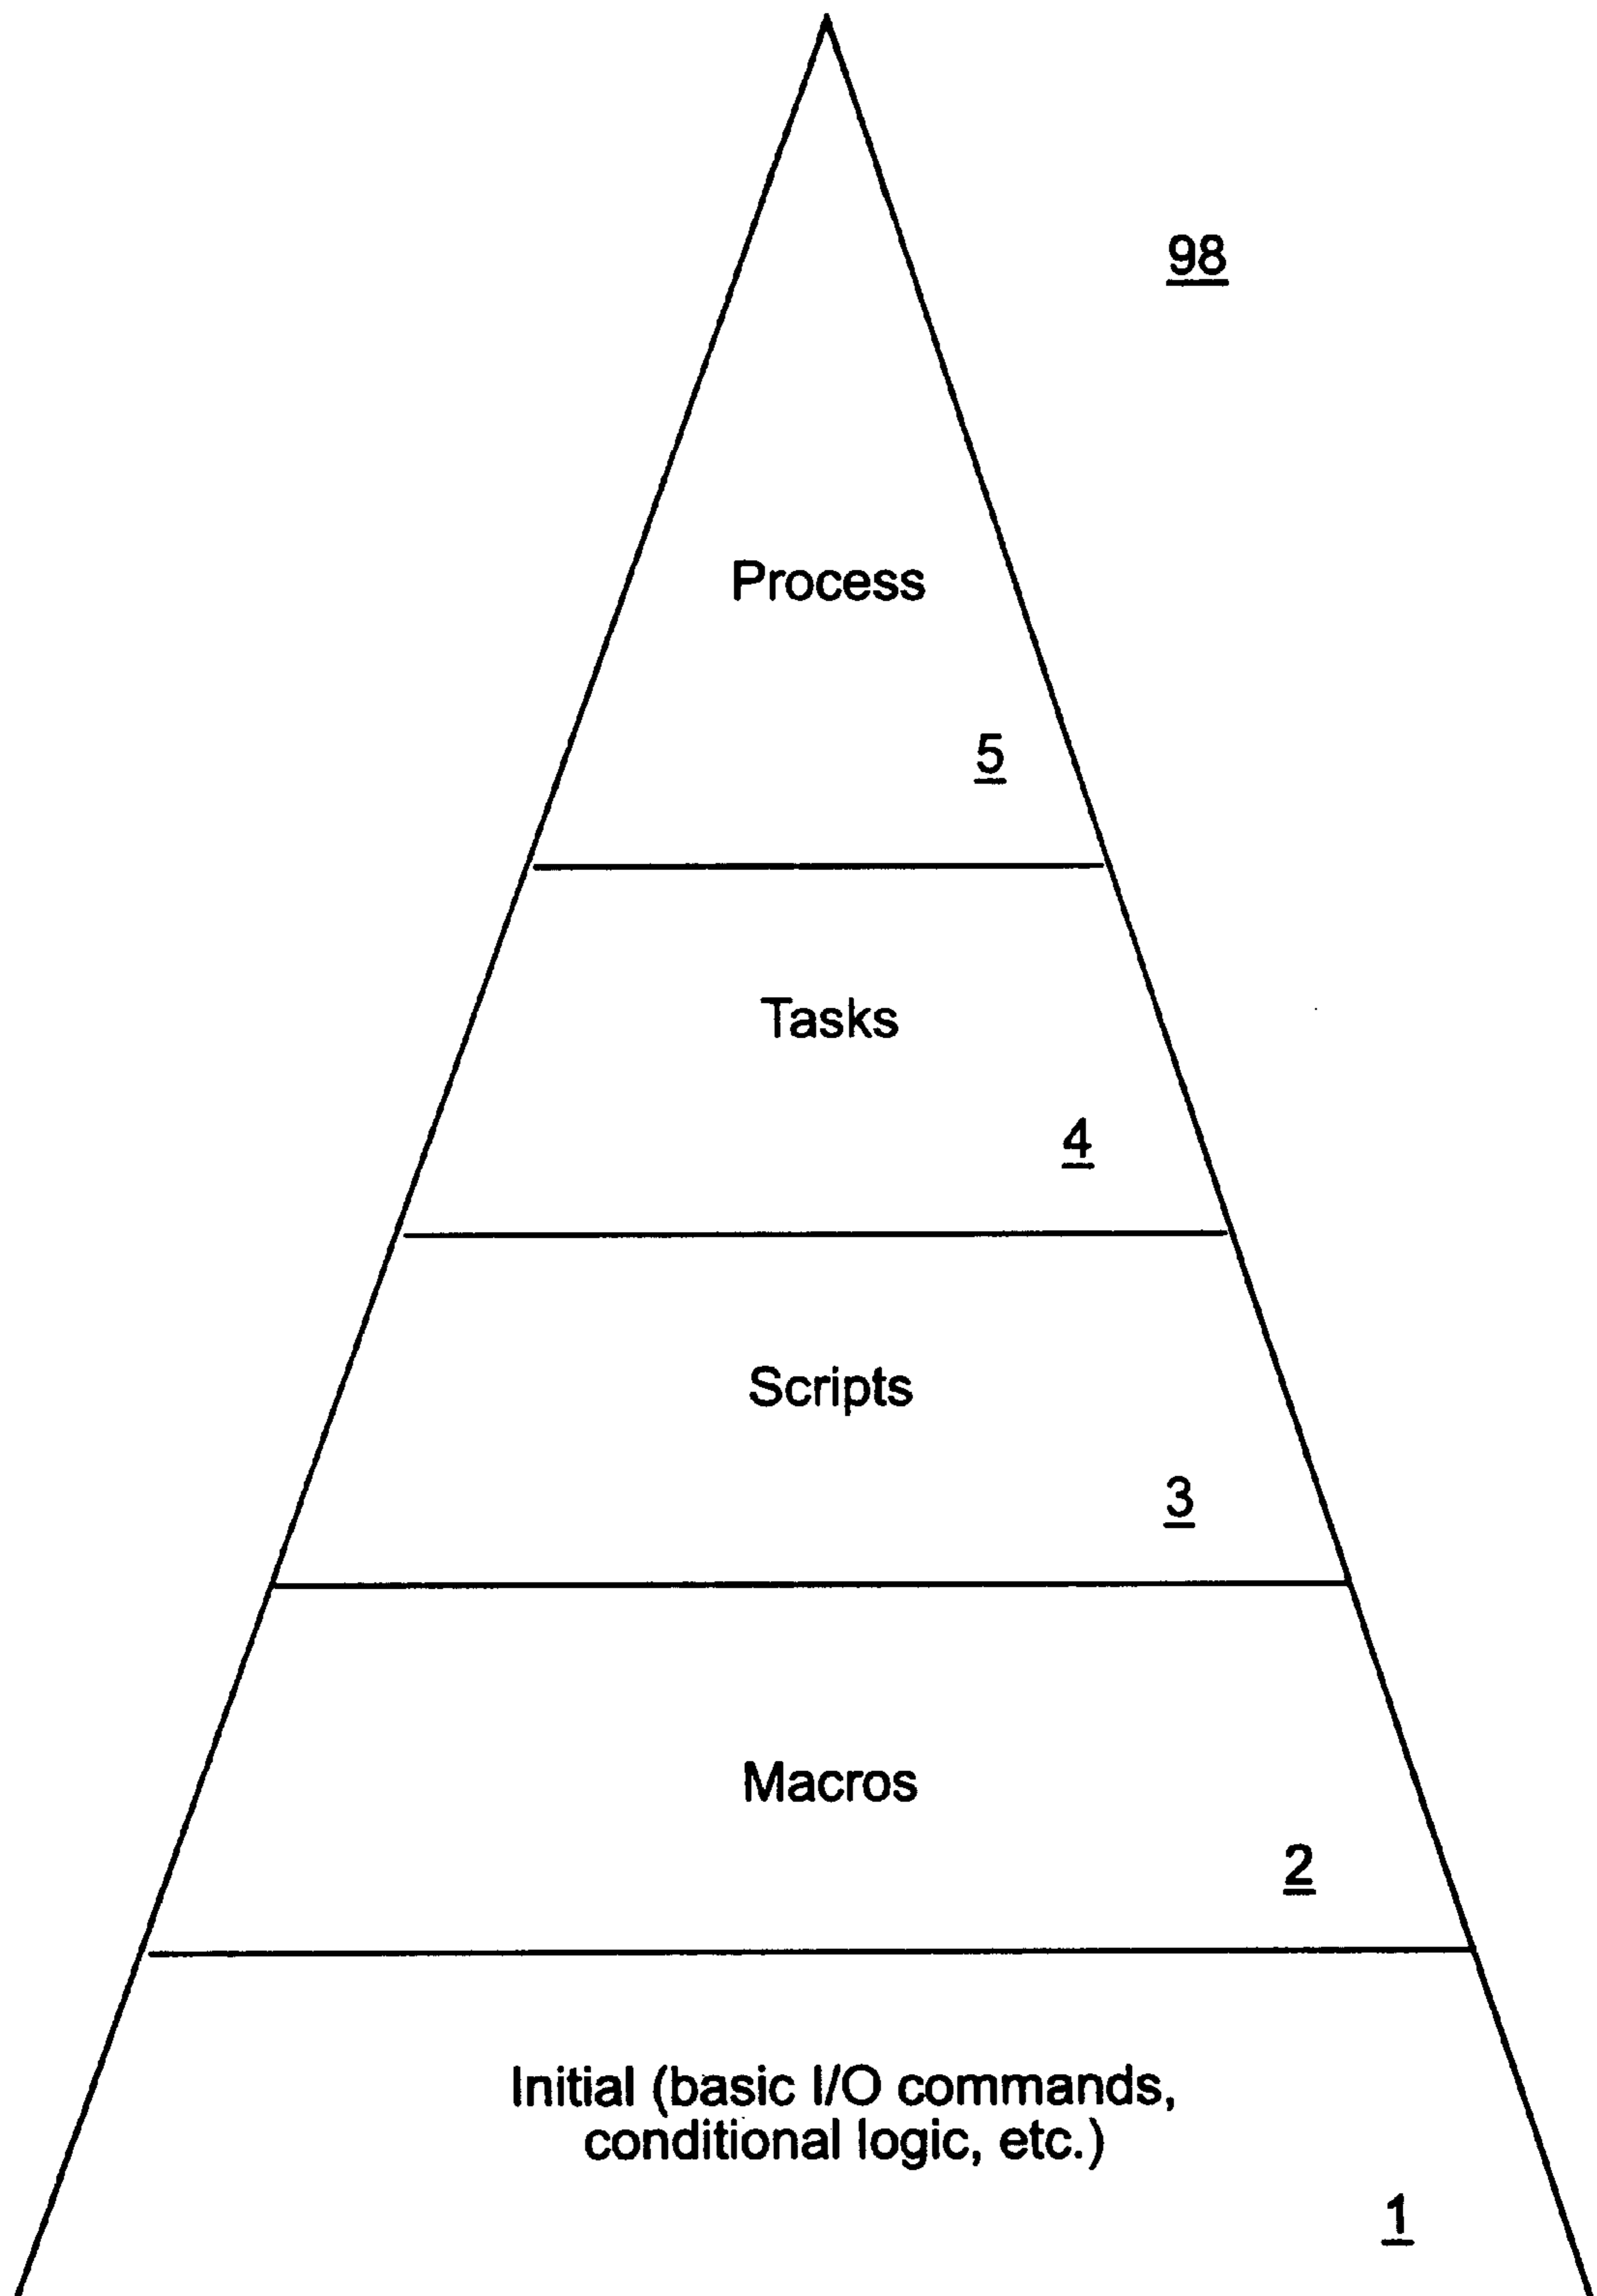 98
Process
5
Tasks
4
Scripts
3
Macros
2
Initial (basic I/O commands,
conditional logic, etc.)
1